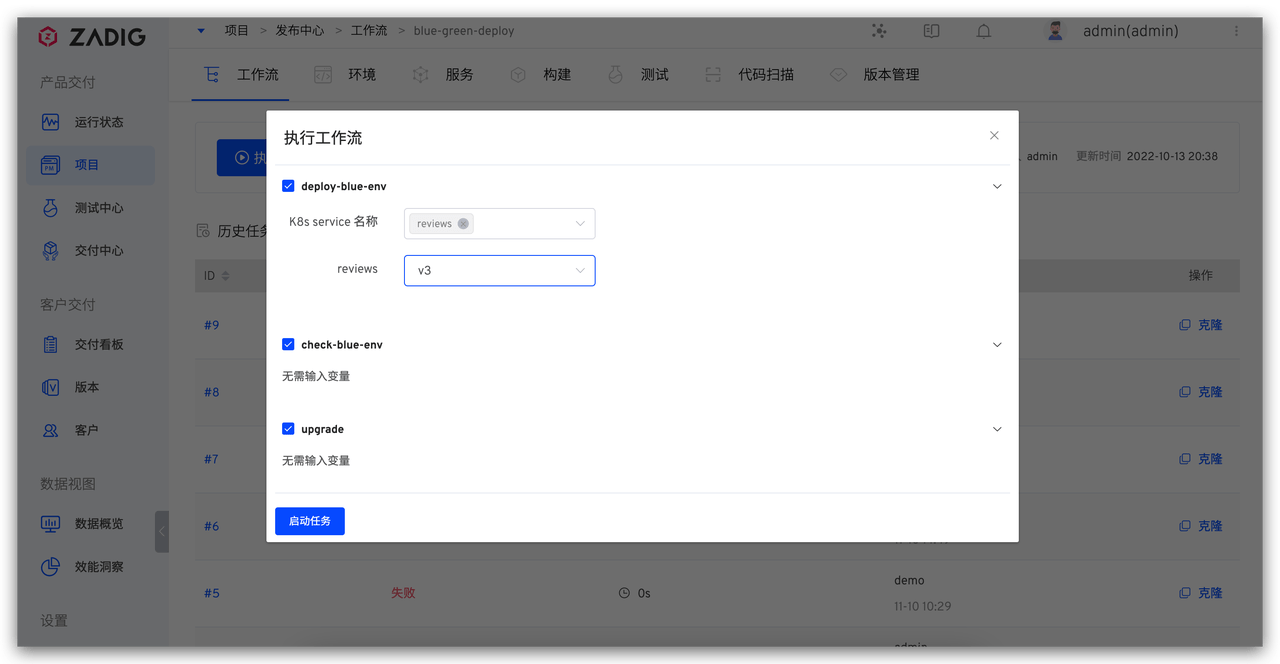 ZADIG
项目 > 发布中心 > 工作流 > blue-green-deploy
admin(admin)
产品交付
运行状态
项目
测试中心
交付中心
客户交付
交付看板
版本
客户
数据视图
数据概览
效能洞察
设置
工作流 环境 服务 构建 测试 代码扫描 版本管理
执
admin 更新时间 2022-10-13 20:38
历史任务
ID 操作
#9 克隆
#8 克隆
#7 克隆
#6 克隆
#5 失败 0s demo 克隆
11-10 10:29
执行工作流
deploy-blue-env
K8s service 名称 reviews
reviews v3
check-blue-env
无需输入变量
upgrade
无需输入变量
启动任务